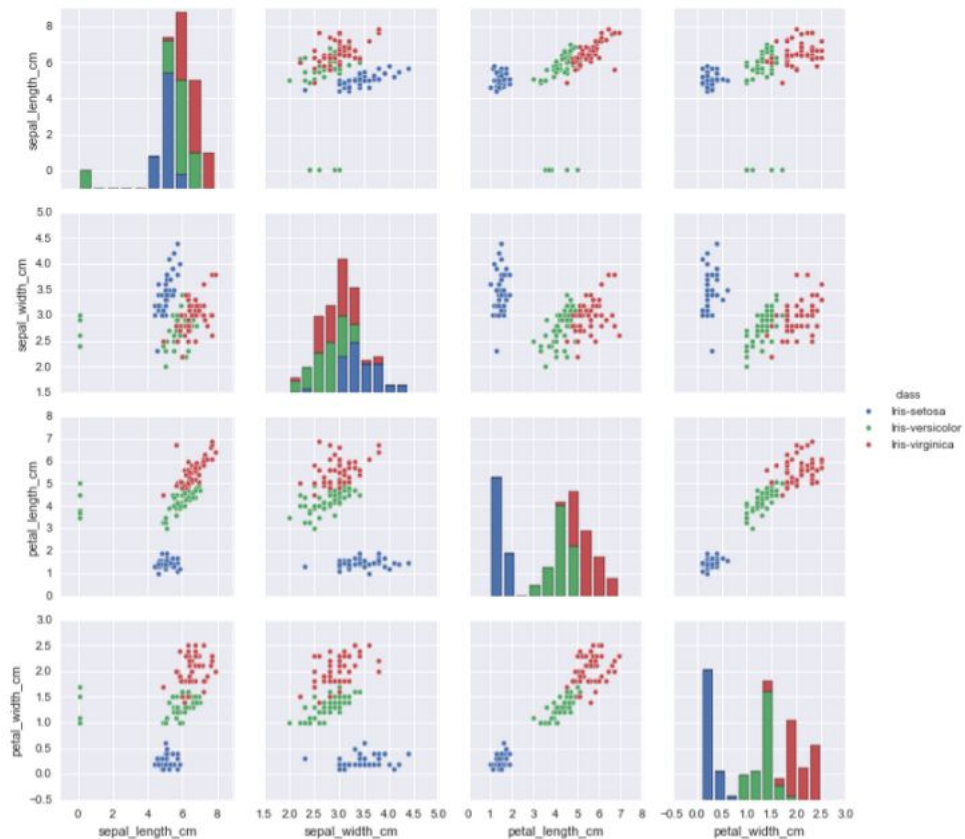 8
6
4
2
0
sepal_length_cm
5.0
4.5
4.0
3.5
3.0
2.5
2.0
1.5
sepal_width_cm
class
Iris-setosa
Iris-versicolor
Iris-virginica
8
7
6
5
4
3
2
1
0
petal_length_cm
3.0
2.5
2.0
1.5
1.0
0.5
0.0
-0.5
petal_width_cm
0 2 4 6 8
1.5 2.0 2.5 3.0 3.5 4.0 4.5 5.0
0 1 2 3 4 5 6 7 8
-0.5 0.0 0.5 1.0 1.5 2.0 2.5 3.0
sepal_length_cm
sepal_width_cm
petal_length_cm
petal_width_cm